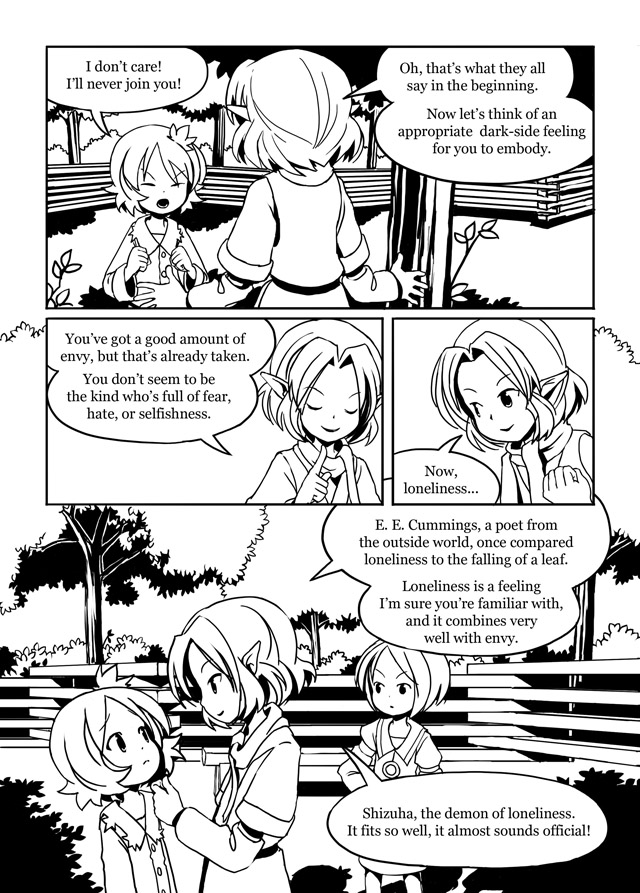 I don't care!
I'll never join you!
Oh, that's what they all
say in the beginning.
Now let's think of an
appropriate dark-side feeling
for you to embody.
You've got a good amount of
envy, but that's already taken.
You don't seem to be
the kind who's full of fear,
hate, or selfishness.
Now,
loneliness...
E. E. Cummings, a poet from
the outside world, once compared
loneliness to the falling of a leaf.
Loneliness is a feeling
I'm sure you're familiar with,
and it combines very
well with envy.
Shizuha, the demon of loneliness.
It fits so well, it almost sounds official!